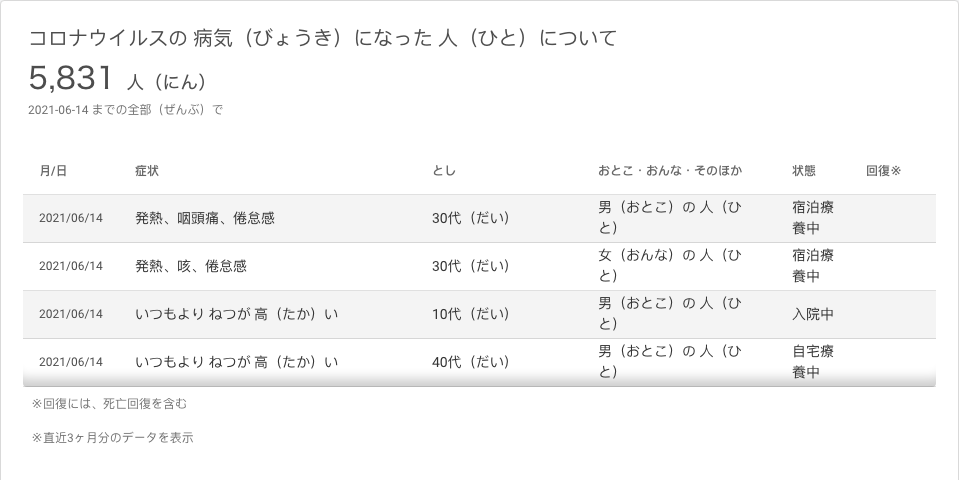 コロナウイルスの 病気（びょうき）になった 人（ひと）について
5,831 人（にん）
2021-06-14 までの全部（ぜんぶ）で
月/日 症状 とし おとこ・おんな・そのほか 状態 回復※
2021/06/14 発熱、咽頭痛、倦怠感 30代（だい） 男（おとこ）の 人（ひ 宿泊療
と） 養中
2021/06/14 発熱、咳、倦怠感 30代（だい） 女（おんな）の 人（ひ 宿泊療
と） 養中
2021/06/14 いつもより ねつが 高（たか）い 10代（だい） 男（おとこ）の 人（ひ 入院中
と）
2021/06/14 いつもより ねつが 高（たか）い 40代（だい） 男（おとこ）の 人（ひ 自宅療
と） 養中
※回復には、死亡回復を含む
※直近3ヶ月分のデータを表示